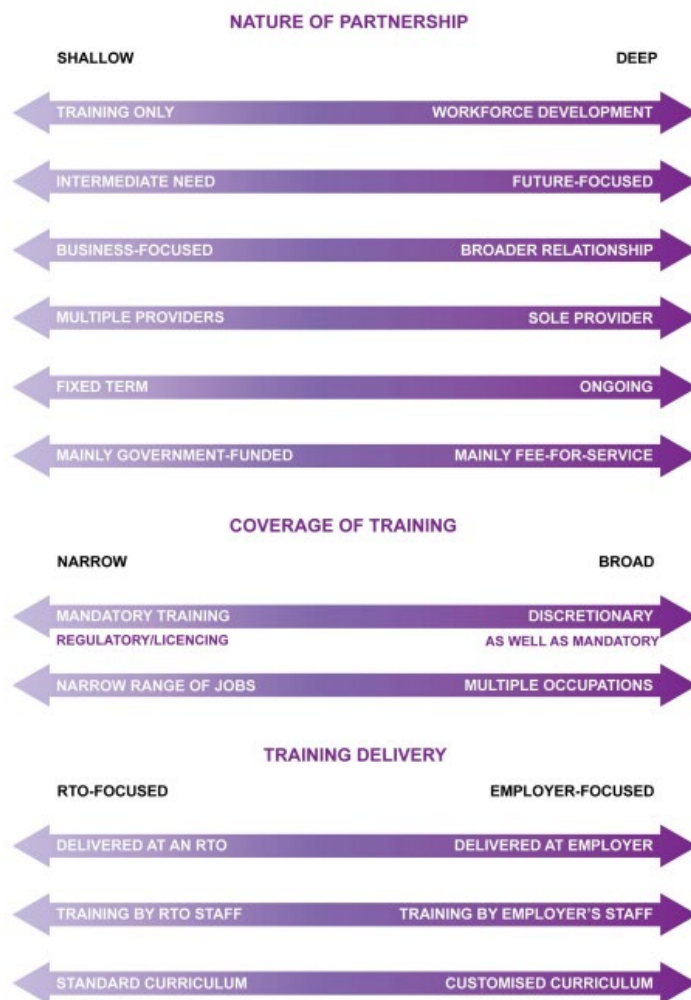 NATURE OF PARTNERSHIP
SHALLOW DEEP
TRAINING ONLY WORKFORCE DEVELOPMENT
INTERMEDIATE NEED FUTURE-FOCUSED
BUSINESS-FOCUSED BROADER RELATIONSHIP
MULTIPLE PROVIDERS SOLE PROVIDER
FIXED TERM ONGOING
MAINLY GOVERNMENT-FUNDED MAINLY FEE-FOR-SERVICE
COVERAGE OF TRAINING
NARROW BROAD
MANDATORY TRAINING DISCRETIONARY
REGULATORY/LICENCING AS WELL AS MANDATORY
NARROW RANGE OF JOBS MULTIPLE OCCUPATIONS
TRAINING DELIVERY
RTO-FOCUSED EMPLOYER-FOCUSED
DELIVERED AT AN RTO DELIVERED AT EMPLOYER
TRAINING BY RTO STAFF TRAINING BY EMPLOYER'S STAFF
STANDARD CURRICULUM CUSTOMISED CURRICULUM